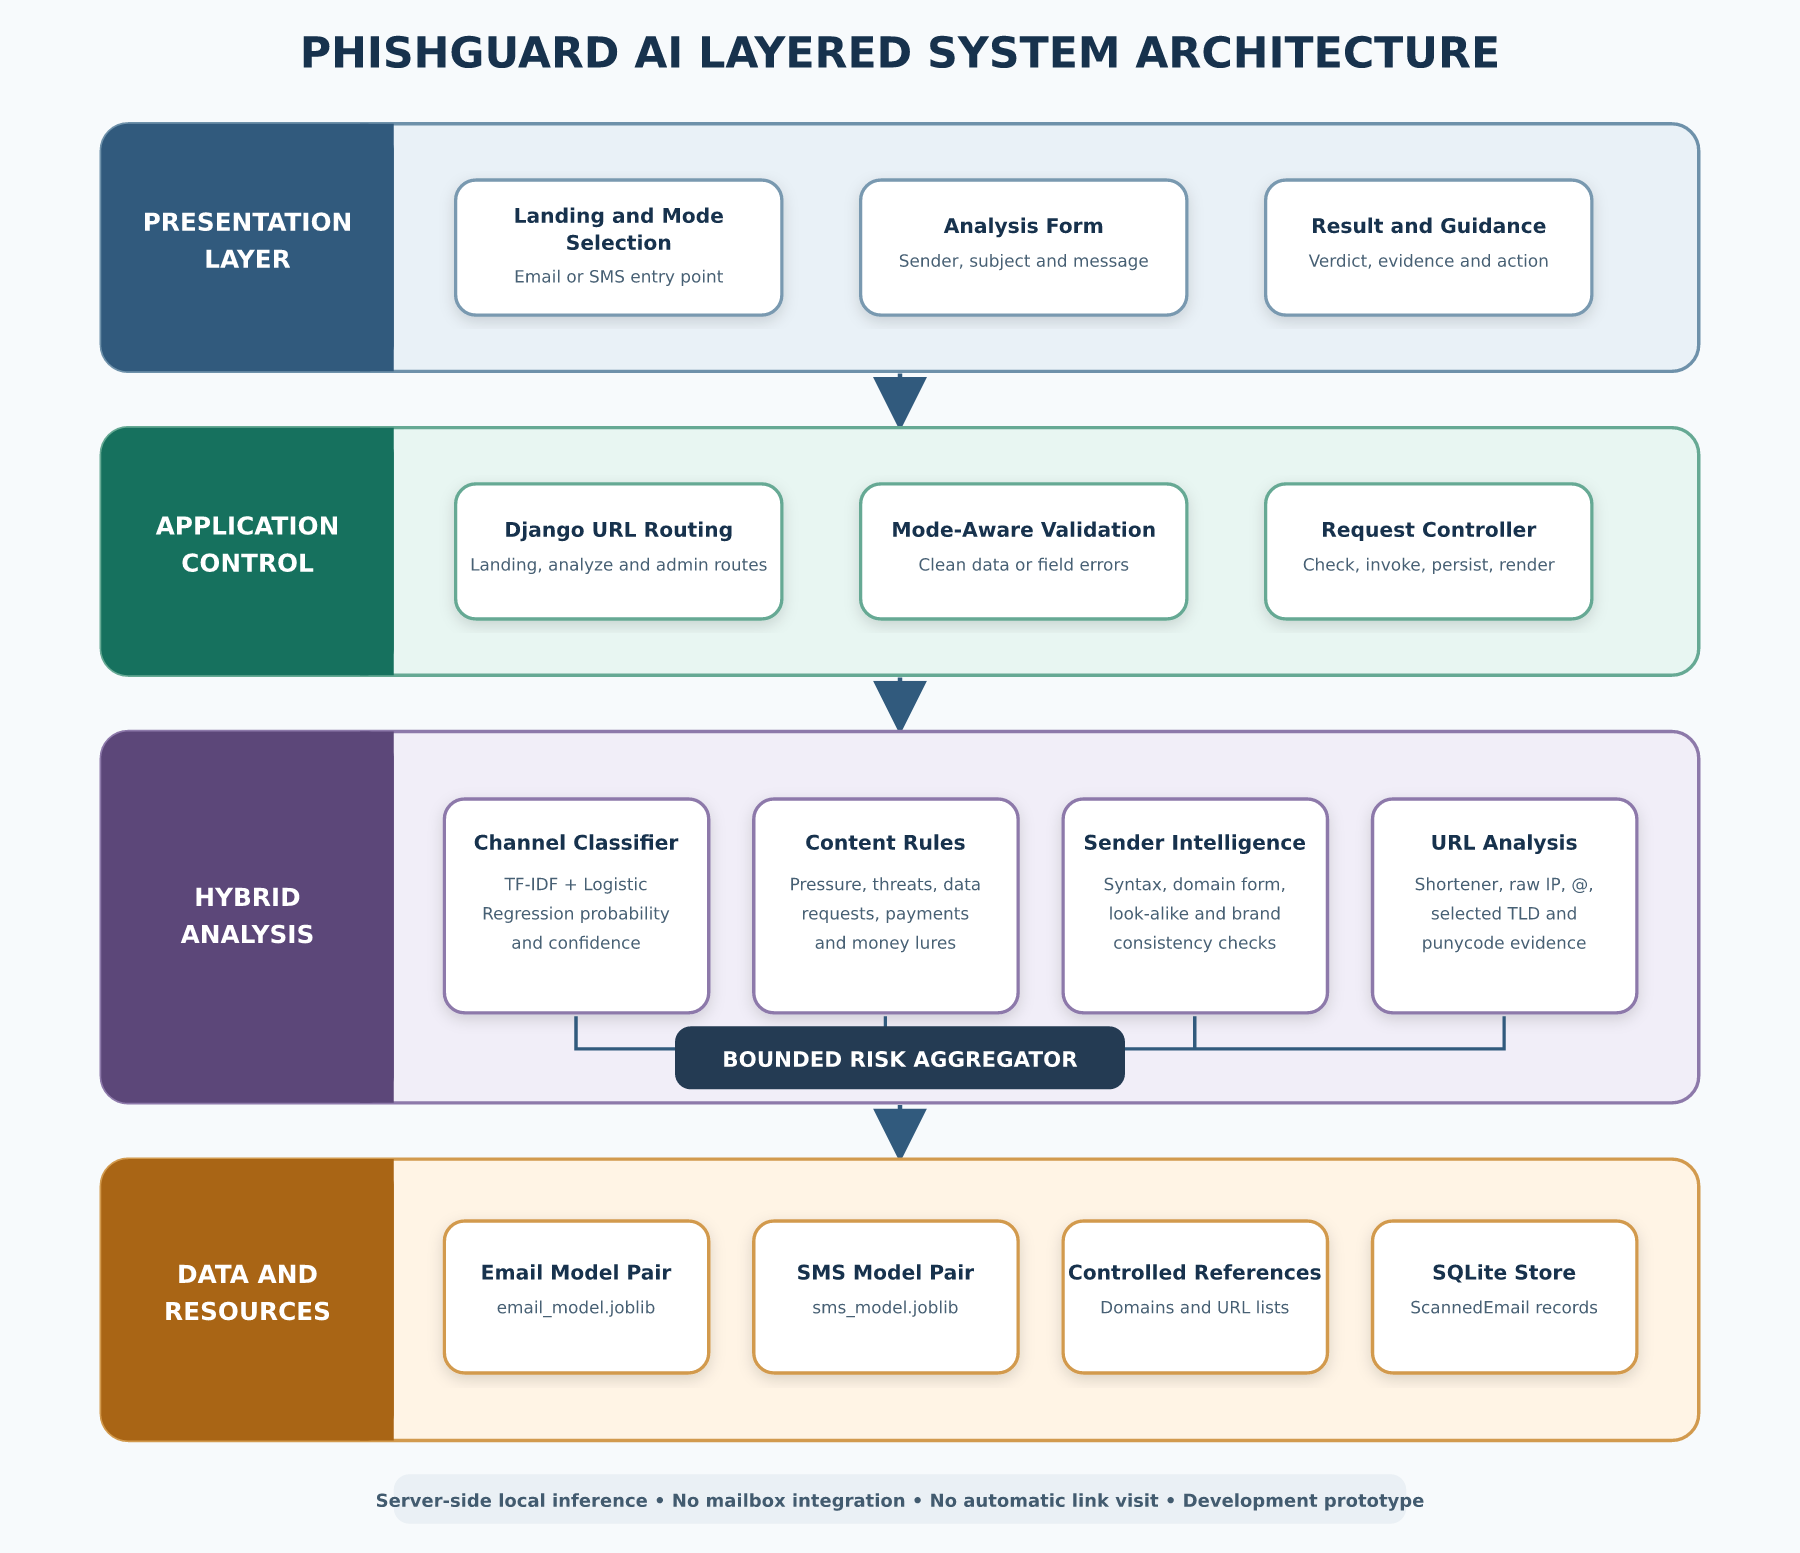 PHISHGUARD AI LAYERED SYSTEM ARCHITECTURE
PRESENTATION
LAYER
Landing and Mode
Selection
Email or SMS entry point
Analysis Form
Sender, subject and message
Result and Guidance
Verdict, evidence and action
APPLICATION
CONTROL
Django URL Routing
Landing, analyze and admin routes
Mode-Aware Validation
Clean data or field errors
Request Controller
Check, invoke, persist, render
HYBRID
ANALYSIS
Channel Classifier
TF-IDF + Logistic
Regression probability
and confidence
Content Rules
Pressure, threats, data
requests, payments
and money lures
Sender Intelligence
Syntax, domain form,
look-alike and brand
consistency checks
URL Analysis
Shortener, raw IP, @,
selected TLD and
punycode evidence
BOUNDED RISK AGGREGATOR
DATA AND
RESOURCES
Email Model Pair
email_model.joblib
SMS Model Pair
sms_model.joblib
Controlled References
Domains and URL lists
SQLite Store
ScannedEmail records
Server-side local inference • No mailbox integration • No automatic link visit • Development prototype